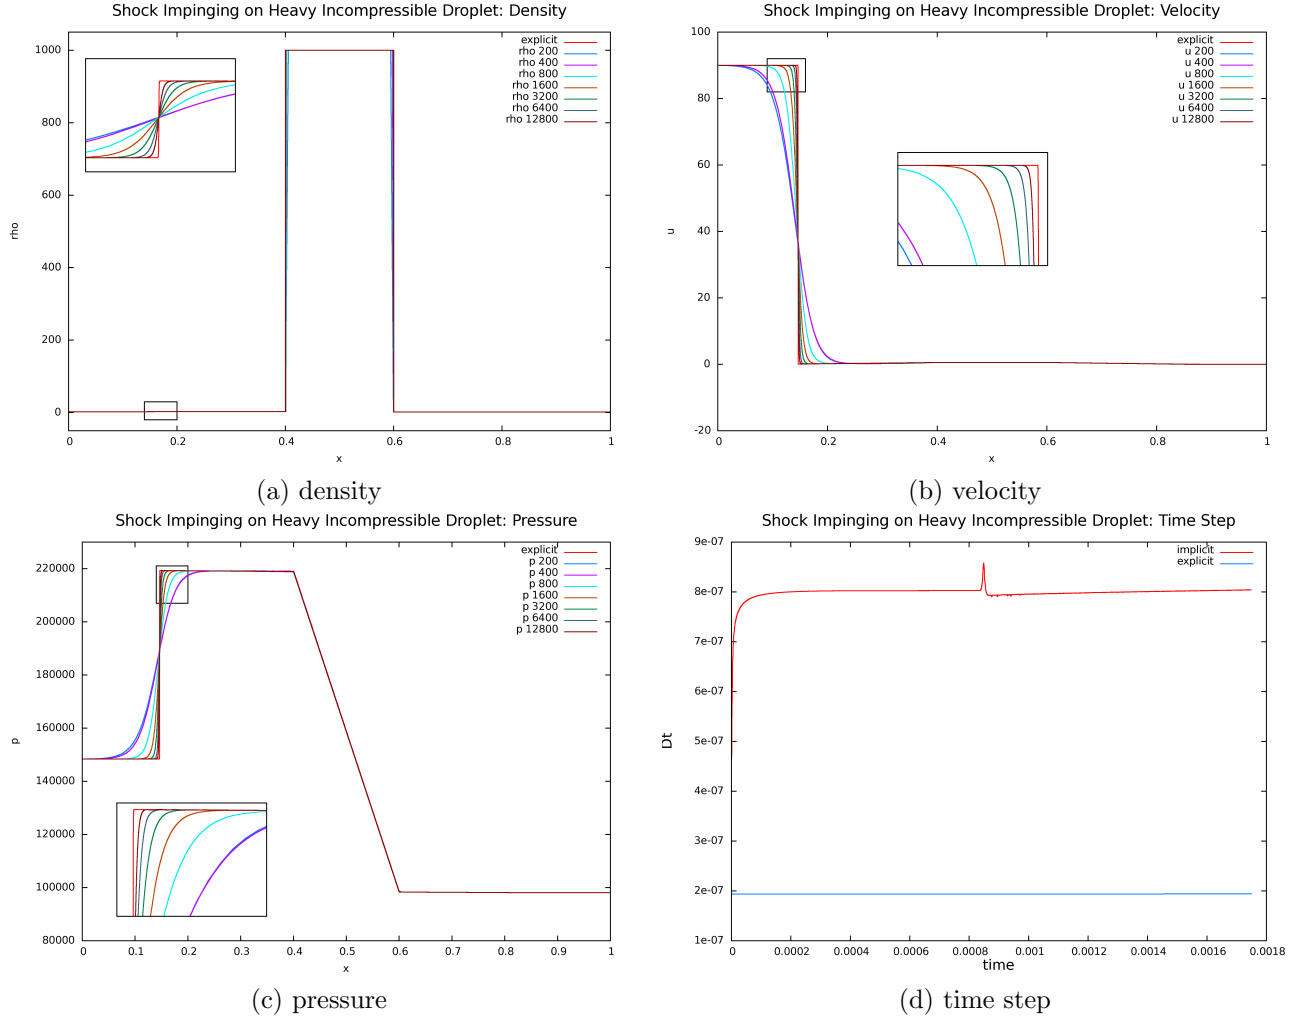 Shock Impinging on Heavy Incompressible Droplet: Density
explicit
rho 200
rho 400
rho 800
rho 1600
rho 3200
rho 6400
rho 12800
1000
800
600
400
200
0
rho
0
0.2
0.4
0.6
0.8
1
x
(a) density
Shock Impinging on Heavy Incompressible Droplet: Velocity
explicit
u 200
u 400
u 800
u 1600
u 3200
u 6400
u 12800
100
80
60
40
20
0
-20
u
0
0.2
0.4
0.6
0.8
1
x
(b) velocity
Shock Impinging on Heavy Incompressible Droplet: Pressure
explicit
p 200
p 400
p 800
p 1600
p 3200
p 6400
p 12800
220000
200000
180000
160000
140000
120000
100000
80000
p
0
0.1
0.2
0.3
0.4
0.5
0.6
0.7
0.8
0.9
1
x
(c) pressure
Shock Impinging on Heavy Incompressible Droplet: Time Step
implicit
explicit
9e-07
8e-07
7e-07
6e-07
5e-07
4e-07
3e-07
2e-07
1e-07
Dt
0
0.0002
0.0004
0.0006
0.0008
0.001
0.0012
0.0014
0.0016
0.0018
time
(d) time step